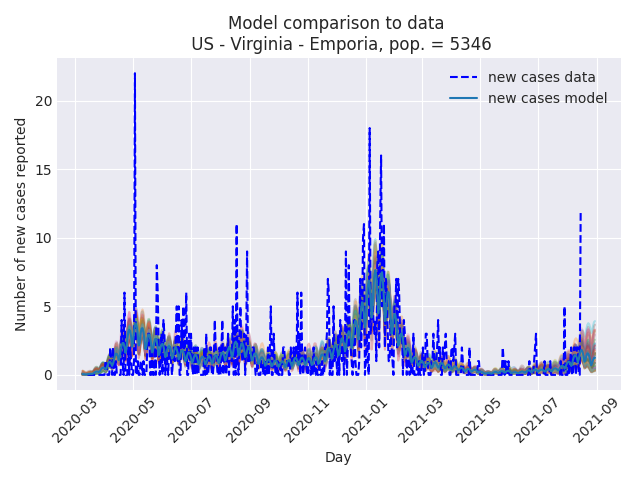 Model comparison to data
US - Virginia - Emporia, pop. = 5346
new cases data
new cases model
Number of new cases reported
20
15
10
5
0
2020-03
2020-05
2020-07
2020-09
2020-11
2021-01
2021-03
2021-05
2021-07
2021-09
Day